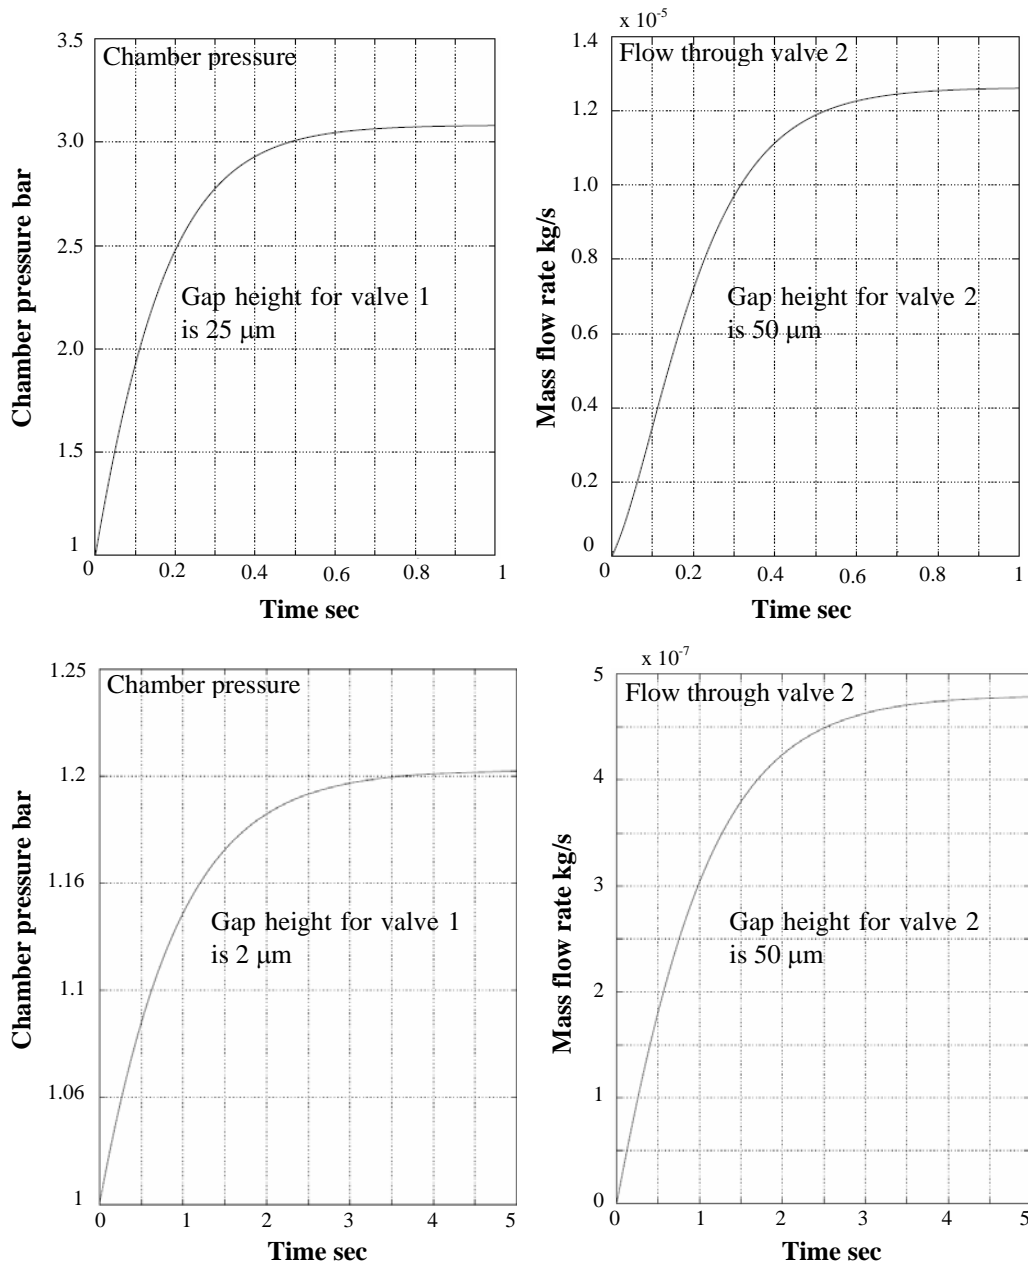 Chamber pressure
Chamber pressure bar
3.5
3.0
2.5
2.0
1.5
1
Gap height for valve 1
is 25 μm
0
0.2
0.4
0.6
0.8
1
Time sec
x 10-5
Flow through valve 2
Mass flow rate kg/s
1.4
1.2
1.0
0.8
0.6
0.4
0.2
0
Gap height for valve 2
is 50 μm
0
0.2
0.4
0.6
0.8
1
Time sec
Chamber pressure
Chamber pressure bar
1.25
1.2
1.16
1.1
1.06
1
Gap height for valve 1
is 2 μm
0
1
2
3
4
5
Time sec
x 10-7
Flow through valve 2
Mass flow rate kg/s
5
4
3
2
1
0
Gap height for valve 2
is 50 μm
0
1
2
3
4
5
Time sec